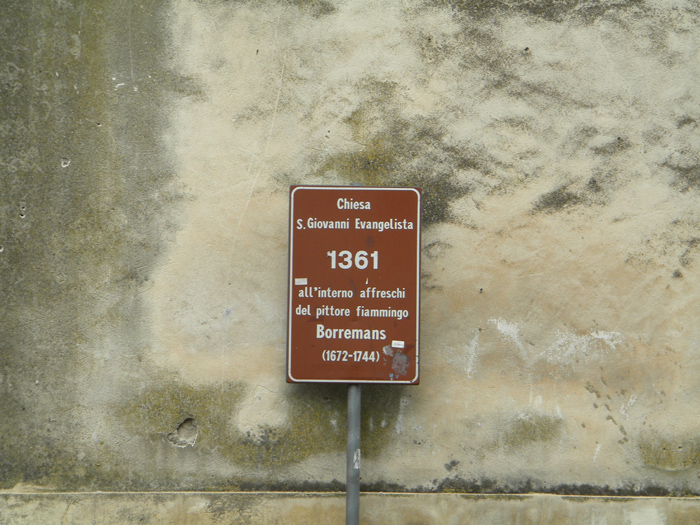 Chiesa
S. Giovanni Evangelista
1361
all'interno affreschi
del pittore fiammingo
Borremans
(1672-1744)